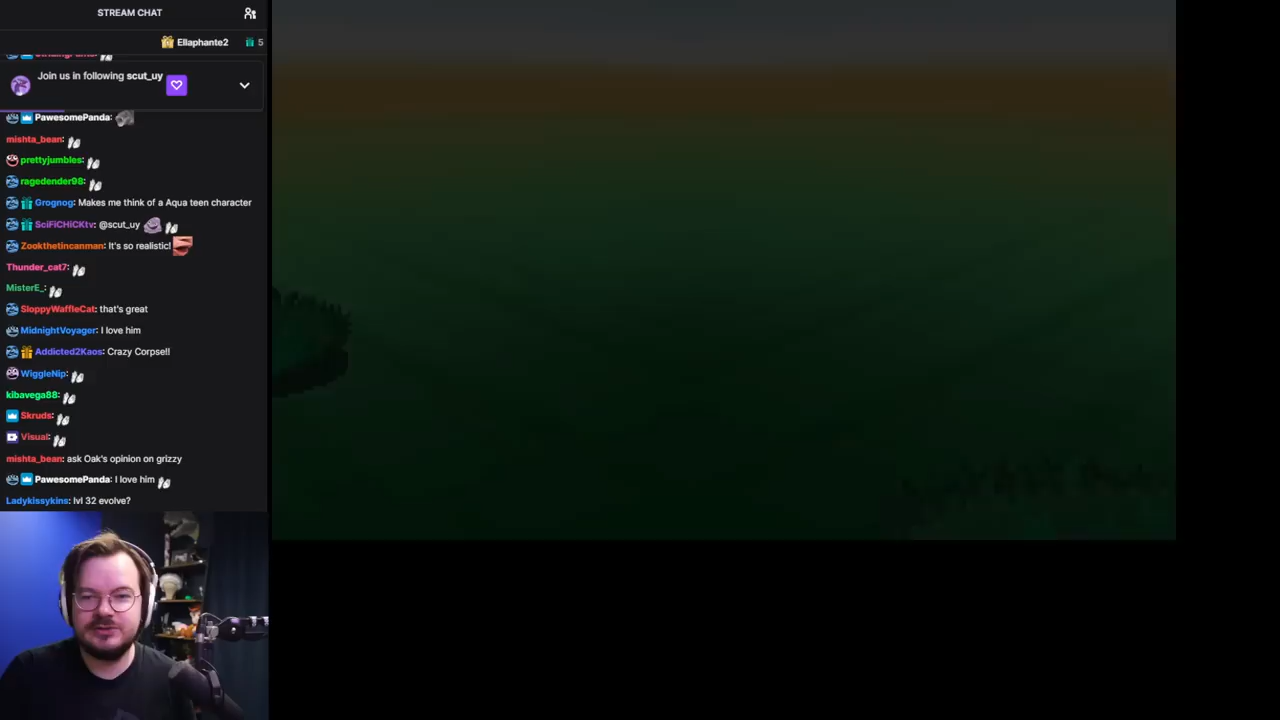 STREAM CHAT
Ellaphante2 5
Join us in following scut_uy
PawesomePanda:
mishta_bean:
prettyjumbles:
ragedender98:
Grognog: Makes me think of a Aqua teen character
SciFiCHiCKtv: @scut_uy
Zookthetincanman: It's so realistic!
Thunder_cat7:
MisterE_:
SloppyWaffleCat: that's great
MidnightVoyager: I love him
Addicted2Kaos: Crazy Corpse!!
WiggleNip:
kibavega88:
Skruds:
Visual:
mishta_bean: ask Oak's opinion on grizzy
PawesomePanda: I love him
Ladykissykins: lvl 32 evolve?